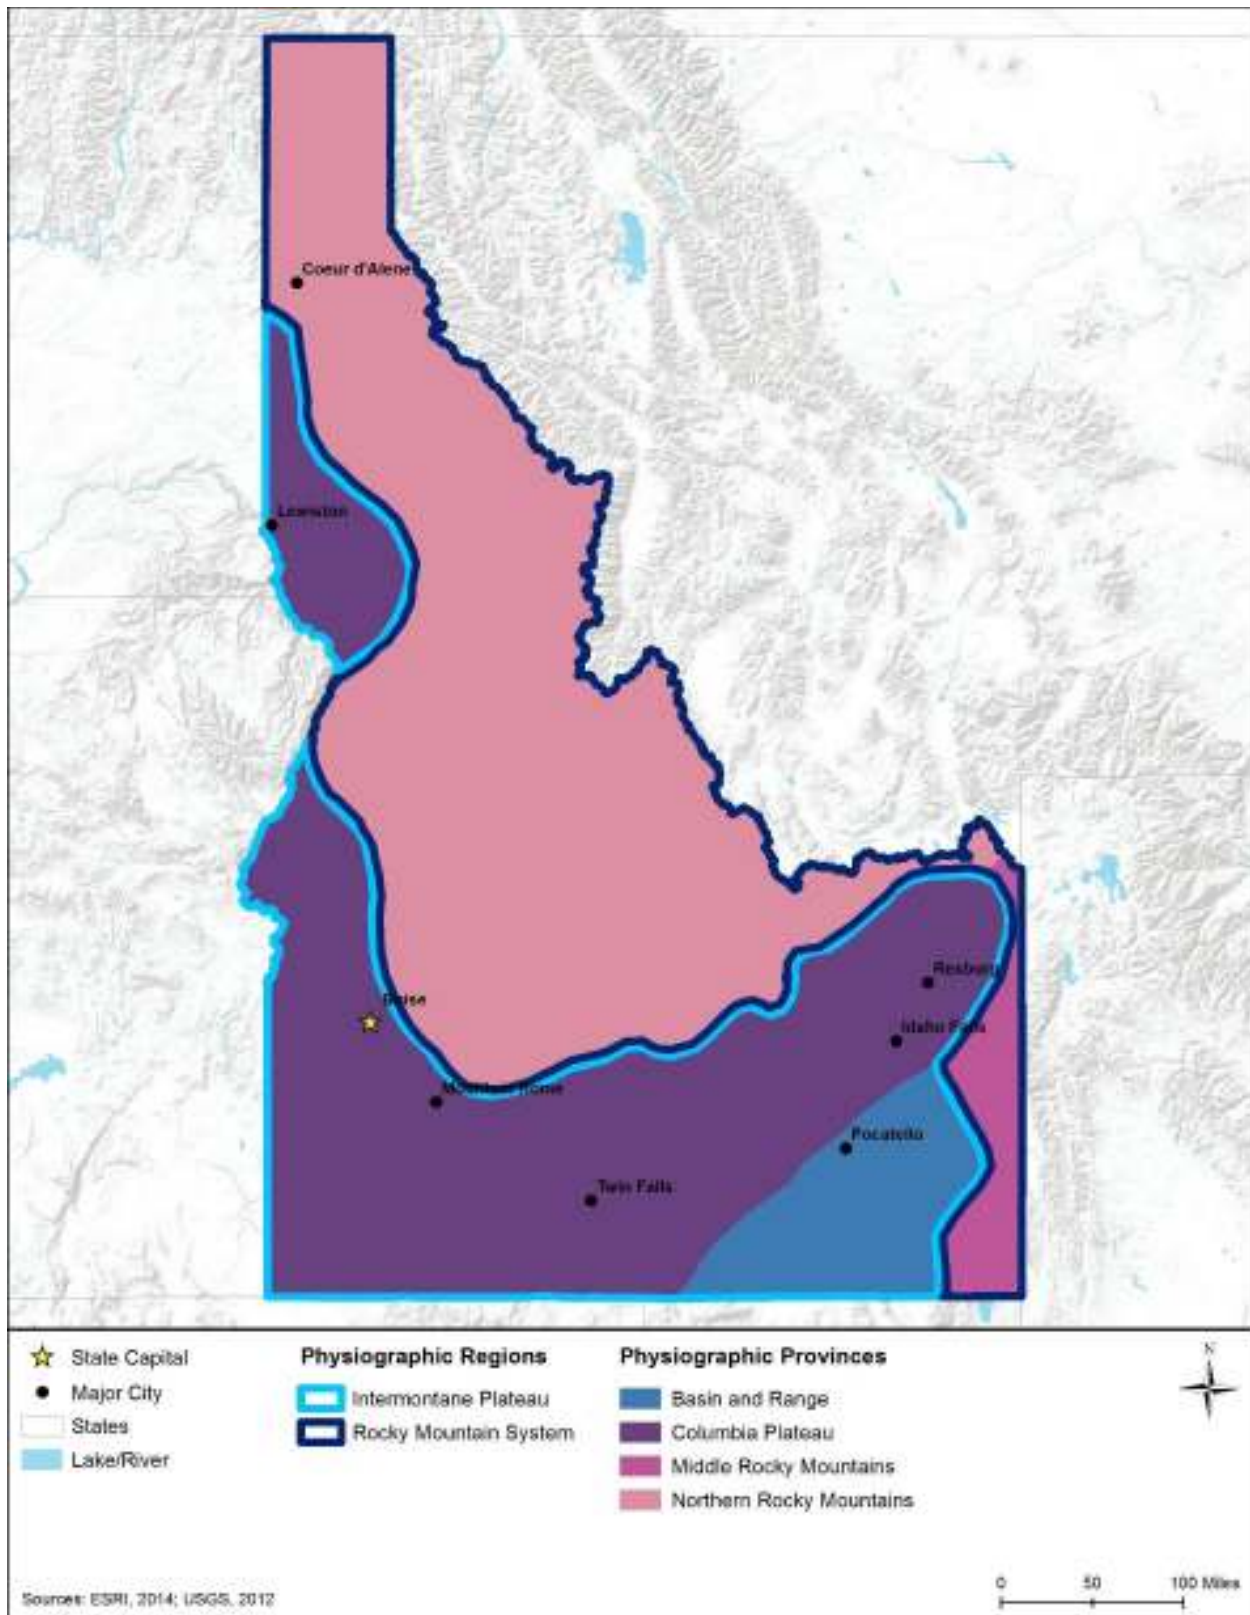 Coeur d'Alene
Lewiston
Boise
Rexburg
Idaho Falls
Mountain Home
Pocatello
Twin Falls
State Capital
Major City
States
Lake/River
Physiographic Regions
Intermontane Plateau
Rocky Mountain System
Physiographic Provinces
Basin and Range
Columbia Plateau
Middle Rocky Mountains
Northern Rocky Mountains
N
Sources: ESRI, 2014; USGS, 2012
0 50 100 Miles